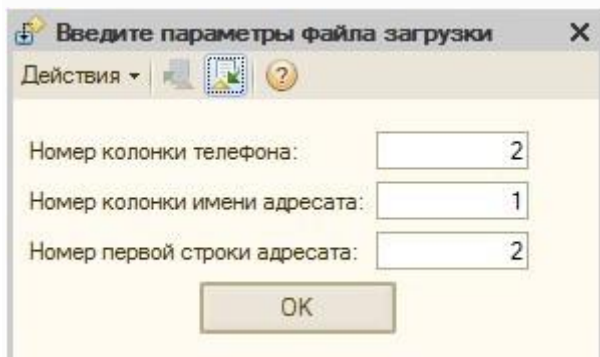 Введите параметры файла загрузки
Действия
Номер колонки телефона: 2
Номер колонки имени адресата: 1
Номер первой строки адресата: 2
OK